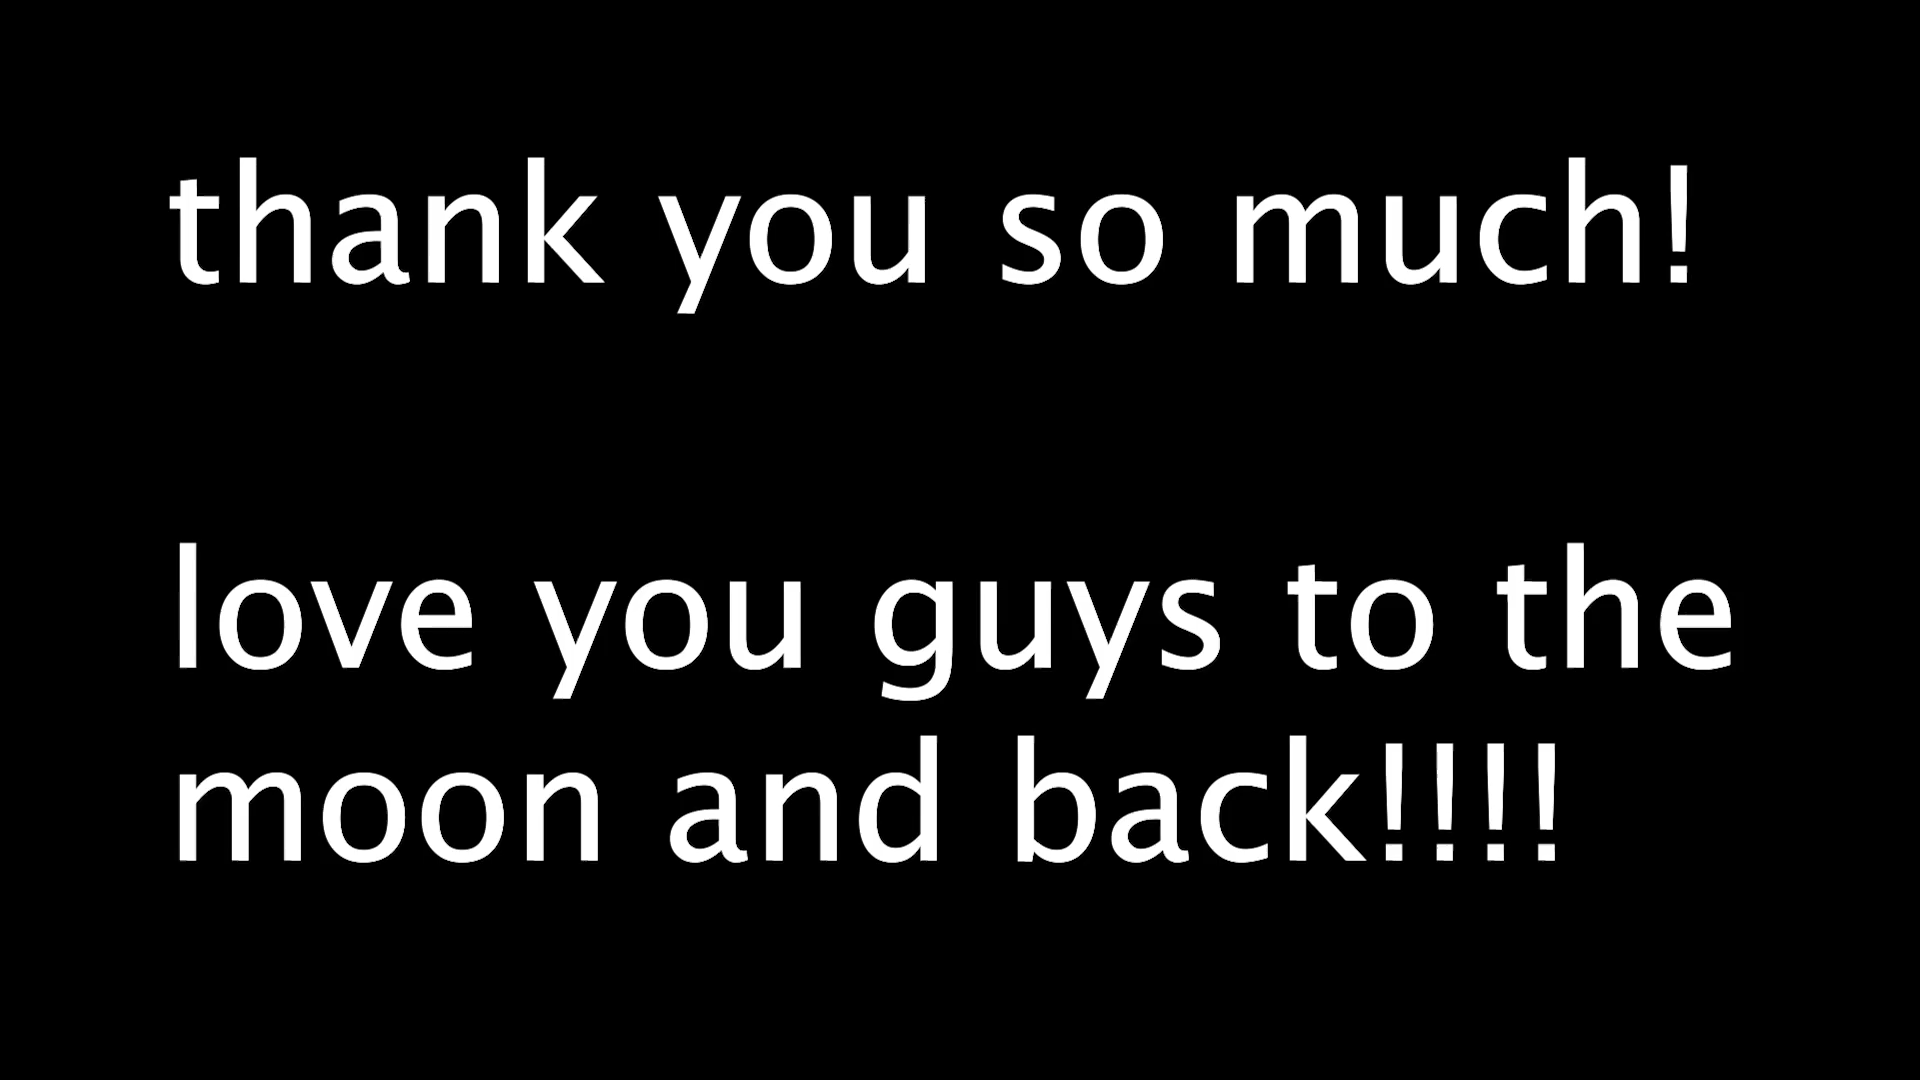 thank you so much!
love you guys to the
moon and back!!!!